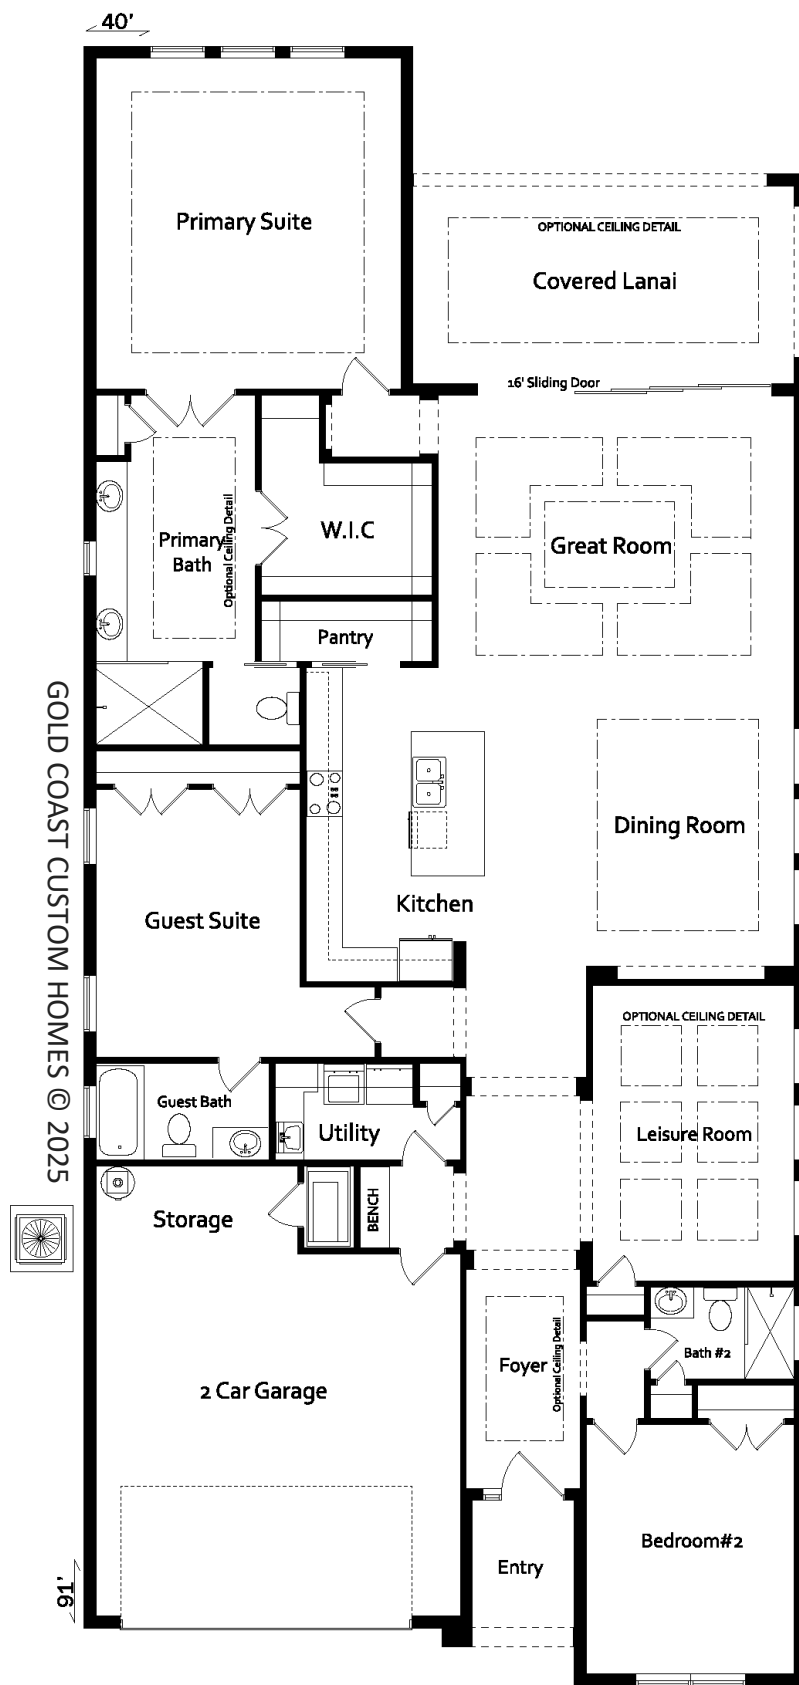 40'
Primary Suite
OPTIONAL CEILING DETAIL
Covered Lanai
16' Sliding Door
Primary
Bath
Optional Ceiling Detail
W.I.C
Great Room
Pantry
Dining Room
Kitchen
Guest Suite
GOLD COAST CUSTOM HOMES © 2025
OPTIONAL CEILING DETAIL
Leisure Room
Guest Bath
Utility
Storage
BENCH
Foyer
Optional Ceiling Detail
Bath #2
2 Car Garage
Bedroom#2
Entry
91'